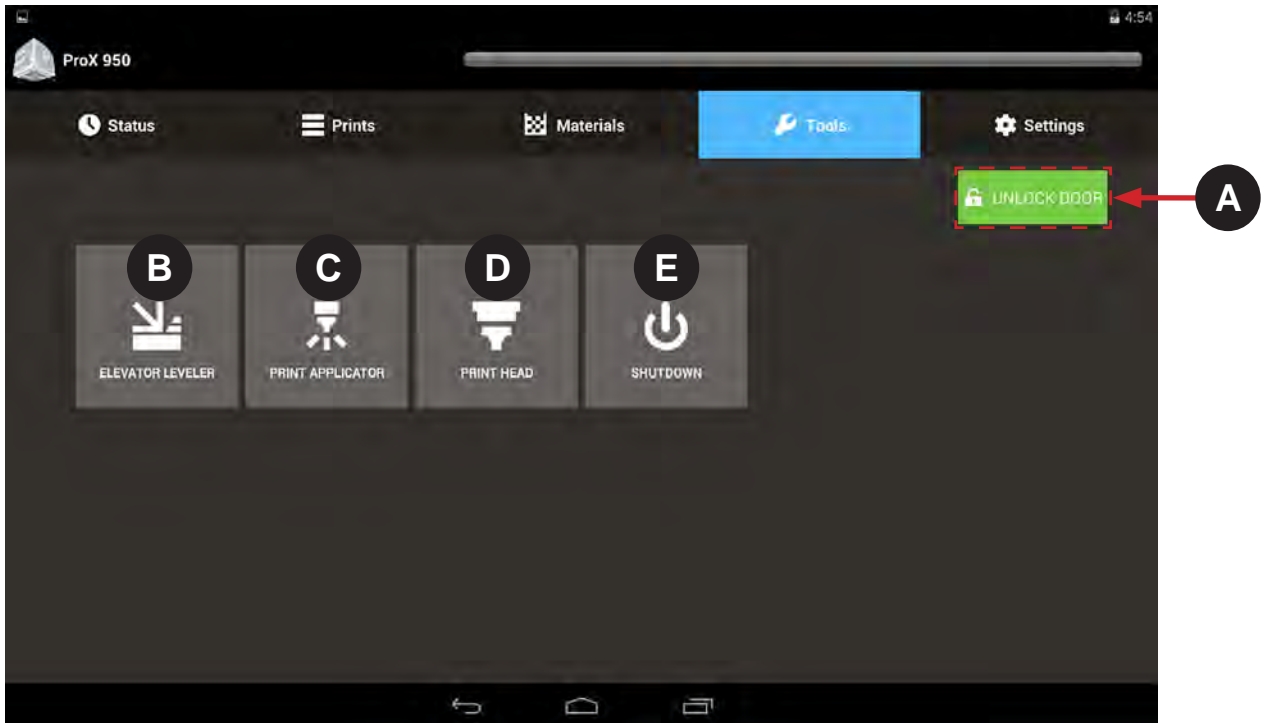 4:54
ProX 950
Status Prints Materials Tools Settings
UNLOCK DOOR
A
B C D E
ELEVATOR LEVELER PRINT APPLICATOR PRINT HEAD SHUTDOWN